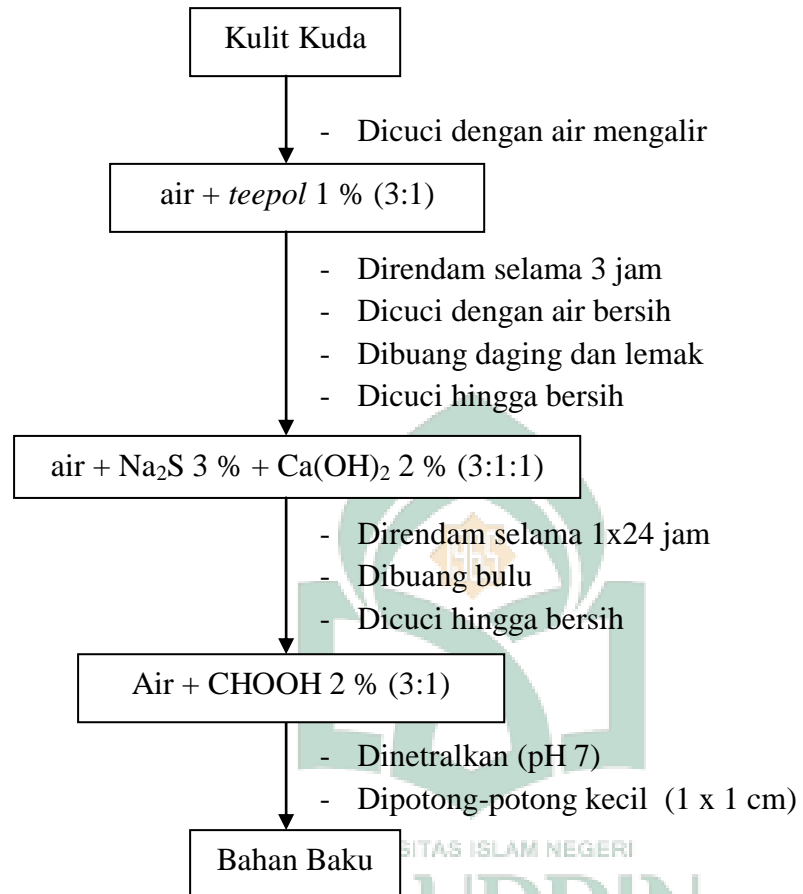 Kulit Kuda
- Dicuci dengan air mengalir
air + teepol 1 % (3:1)
- Direndam selama 3 jam
- Dicuci dengan air bersih
- Dibuang daging dan lemak
- Dicuci hingga bersih
air + Na₂S 3 % + Ca(OH)₂ 2 % (3:1:1)
- Direndam selama 1x24 jam
- Dibuang bulu
- Dicuci hingga bersih
Air + CHOOH 2 % (3:1)
- Dinetralkan (pH 7)
- Dipotong-potong kecil (1 x 1 cm)
Bahan Baku
ISLAM NEGERI